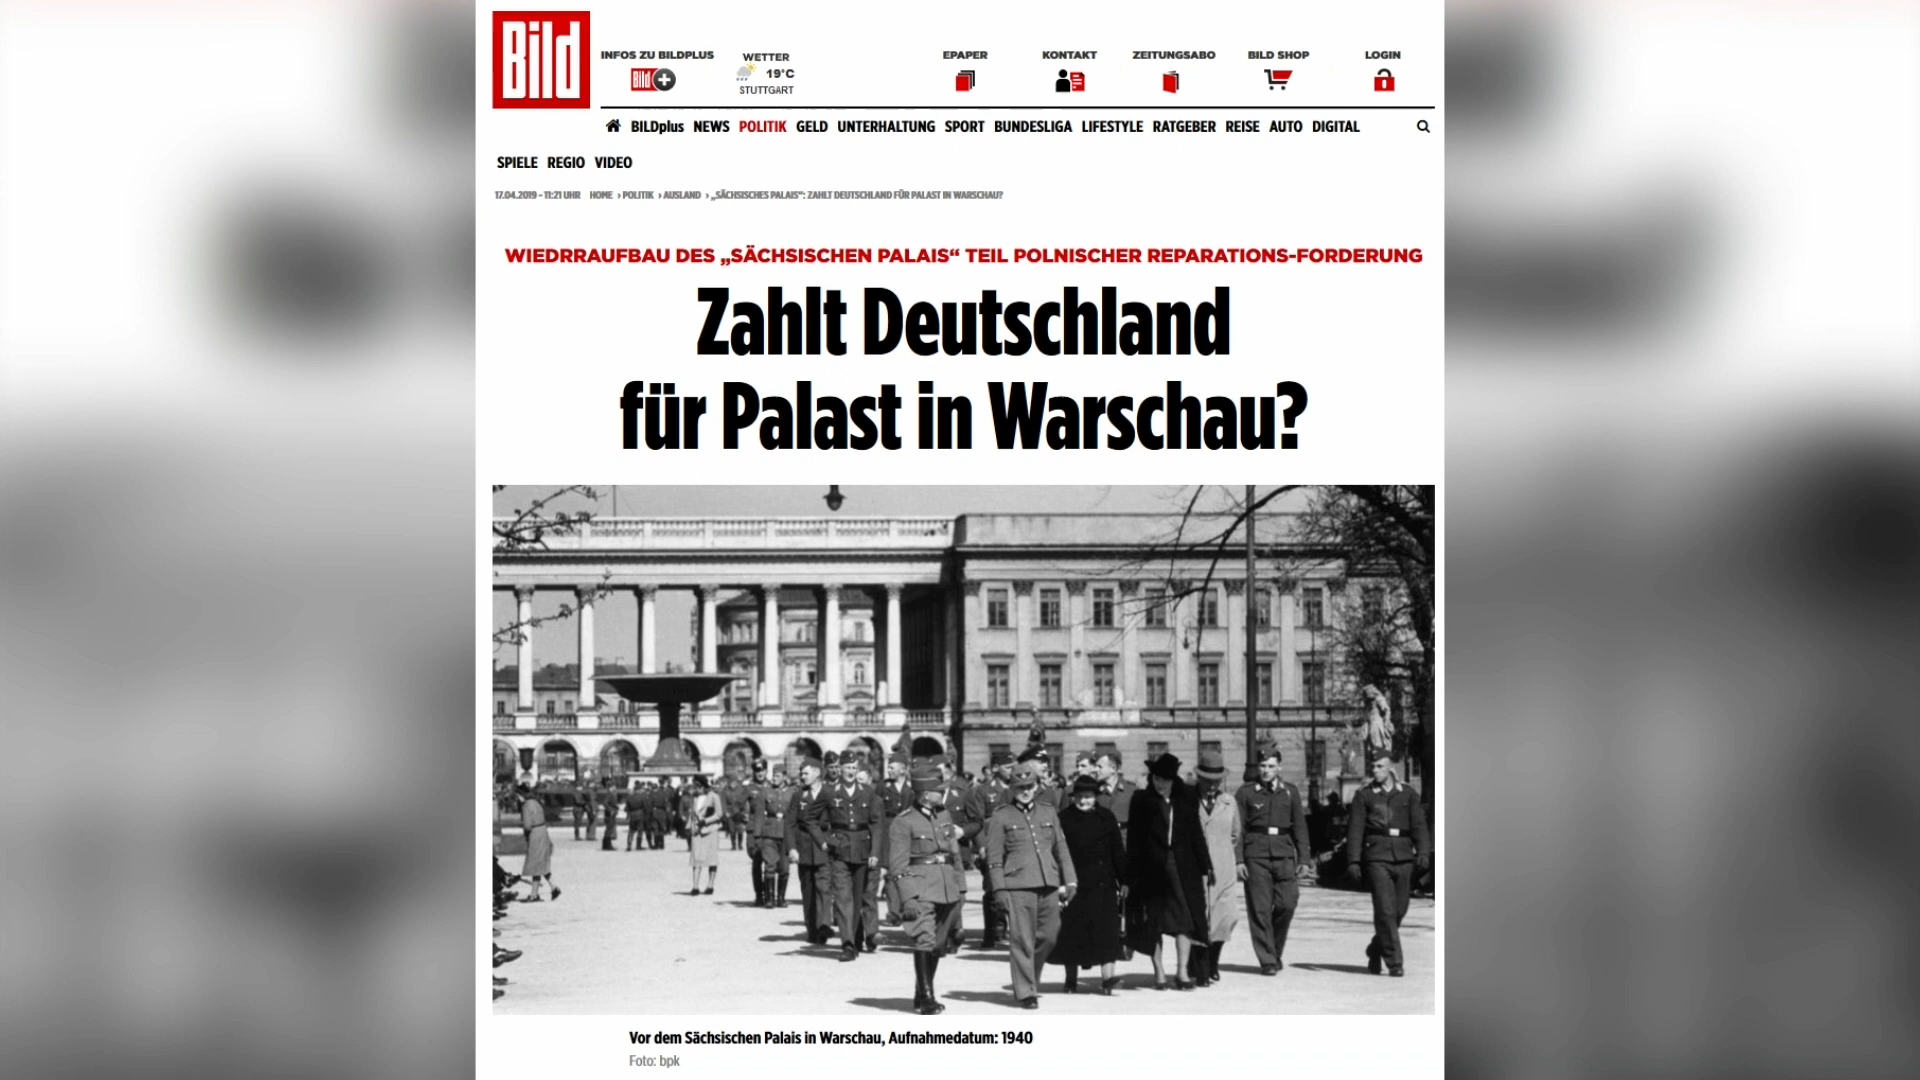 Bild
INFOS ZU BILDPLUS
Bild+
WETTER
19°C
STUTTGART
EPAPER
KONTAKT
ZEITUNGSABO
BILD SHOP
LOGIN
BILDplus NEWS POLITIK GELD UNTERHALTUNG SPORT BUNDESLIGA LIFESTYLE RATGEBER REISE AUTO DIGITAL
SPIELE REGIO VIDEO
17.04.2019 - 11:21 UHR HOME › POLITIK › AUSLAND › „SÄCHSISCHES PALAIS“: ZAHLT DEUTSCHLAND FÜR PALAST IN WARSCHAU?
WIEDRRAUFBAU DES „SÄCHSISCHEN PALAIS“ TEIL POLNISCHER REPARATIONS-FORDERUNG
Zahlt Deutschland
für Palast in Warschau?
Vor dem Sächsischen Palais in Warschau, Aufnahmedatum: 1940
Foto: bpk